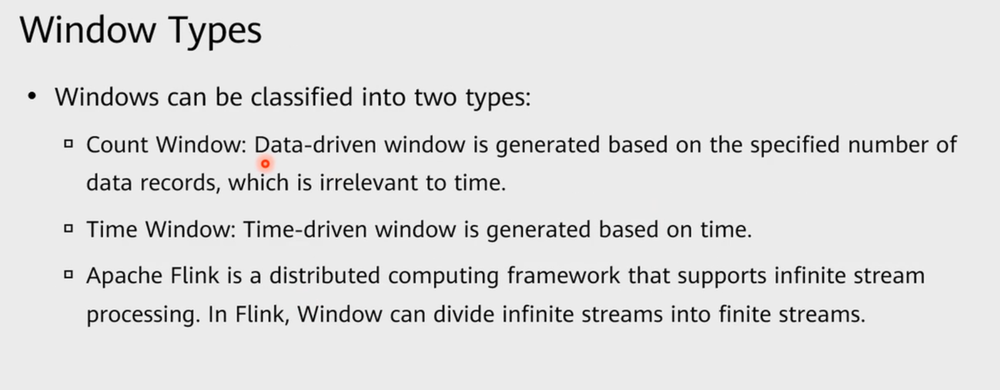 Window Types
• Windows can be classified into two types:
▫ Count Window: Data-driven window is generated based on the specified number of
data records, which is irrelevant to time.
▫ Time Window: Time-driven window is generated based on time.
▫ Apache Flink is a distributed computing framework that supports infinite stream
processing. In Flink, Window can divide infinite streams into finite streams.